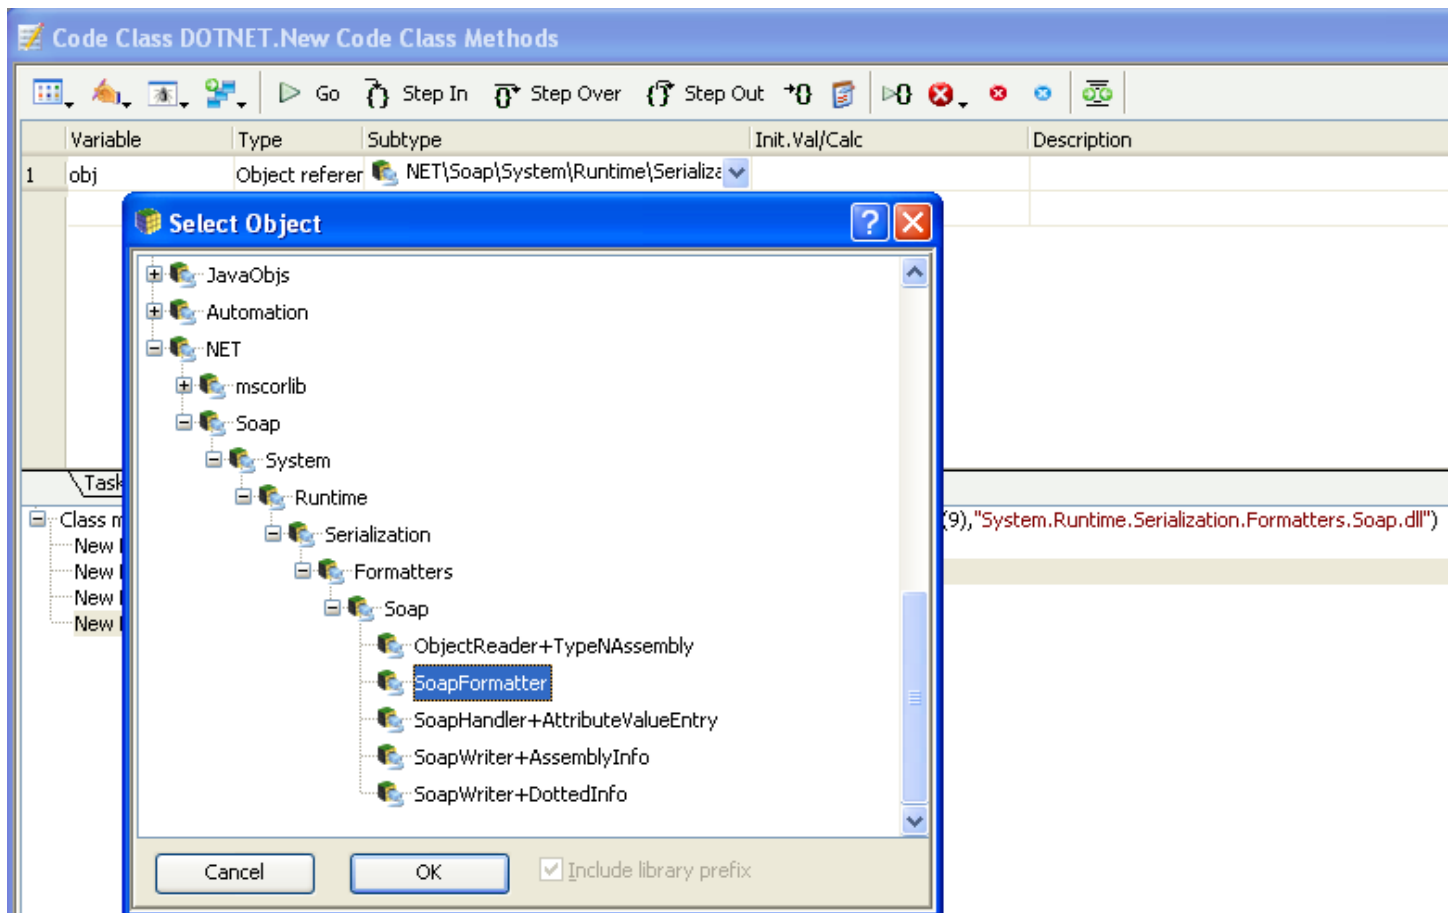 Code Class DOTNET.New Code Class Methods
Go Step In Step Over Step Out
Variable Type Subtype Init.Val/Calc Description
1 obj Object referer NET\Soap\System\Runtime\Serializa
Select Object
JavaObjs
Automation
NET
mscorlib
Soap
System
Task
Runtime
Class m (9),"System.Runtime.Serialization.Formatters.Soap.dll")
Serialization
New
New
Formatters
New
Soap
New
ObjectReader+TypeNAssembly
SoapFormatter
SoapHandler+AttributeValueEntry
SoapWriter+AssemblyInfo
SoapWriter+DottedInfo
Cancel OK Include library prefix